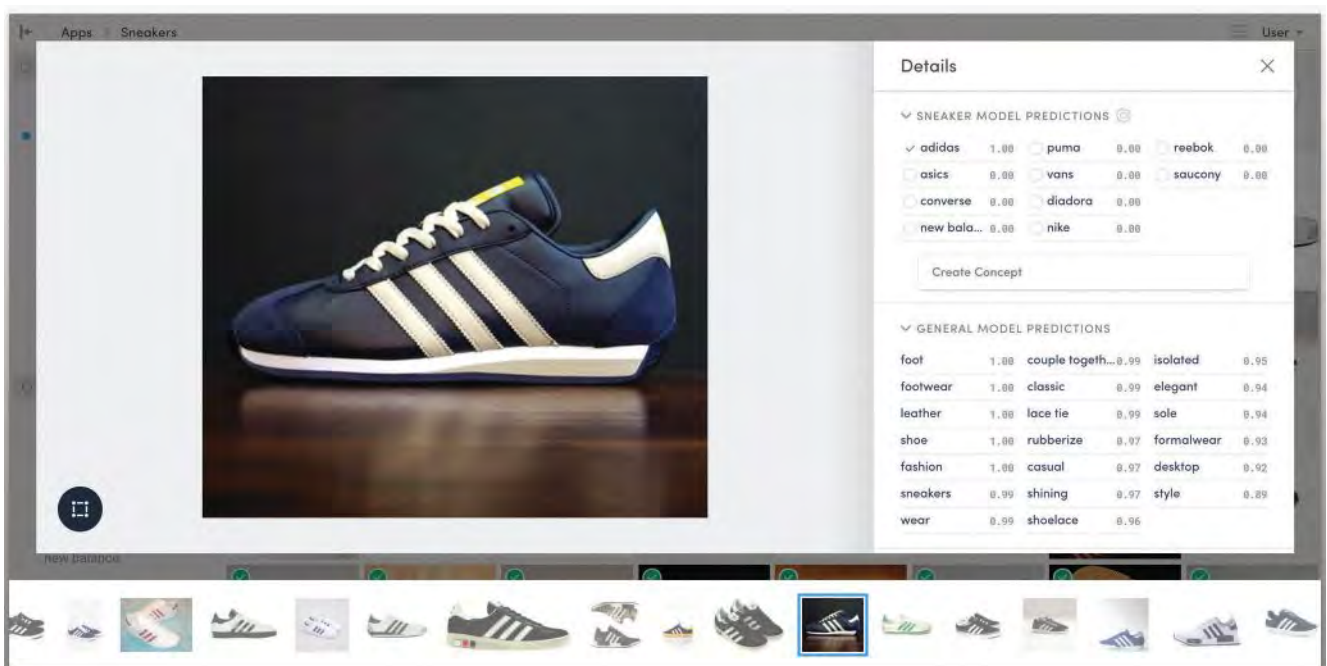 Apps Sneakers User
Details
SNEAKER MODEL PREDICTIONS
adidas 1.00 puma 0.00 reebok 0.00
asics 0.00 vans 0.00 saucony 0.00
converse 0.00 diadora 0.00
new bala... 0.00 nike 0.00
Create Concept
GENERAL MODEL PREDICTIONS
foot 1.00 couple togeth... 0.99 isolated 0.95
footwear 1.00 classic 0.99 elegant 0.94
leather 1.00 lace tie 0.99 sole 0.94
shoe 1.00 rubberize 0.97 formalwear 0.93
fashion 1.00 casual 0.97 desktop 0.92
sneakers 0.99 shining 0.97 style 0.89
wear 0.99 shoelace 0.96
new balance